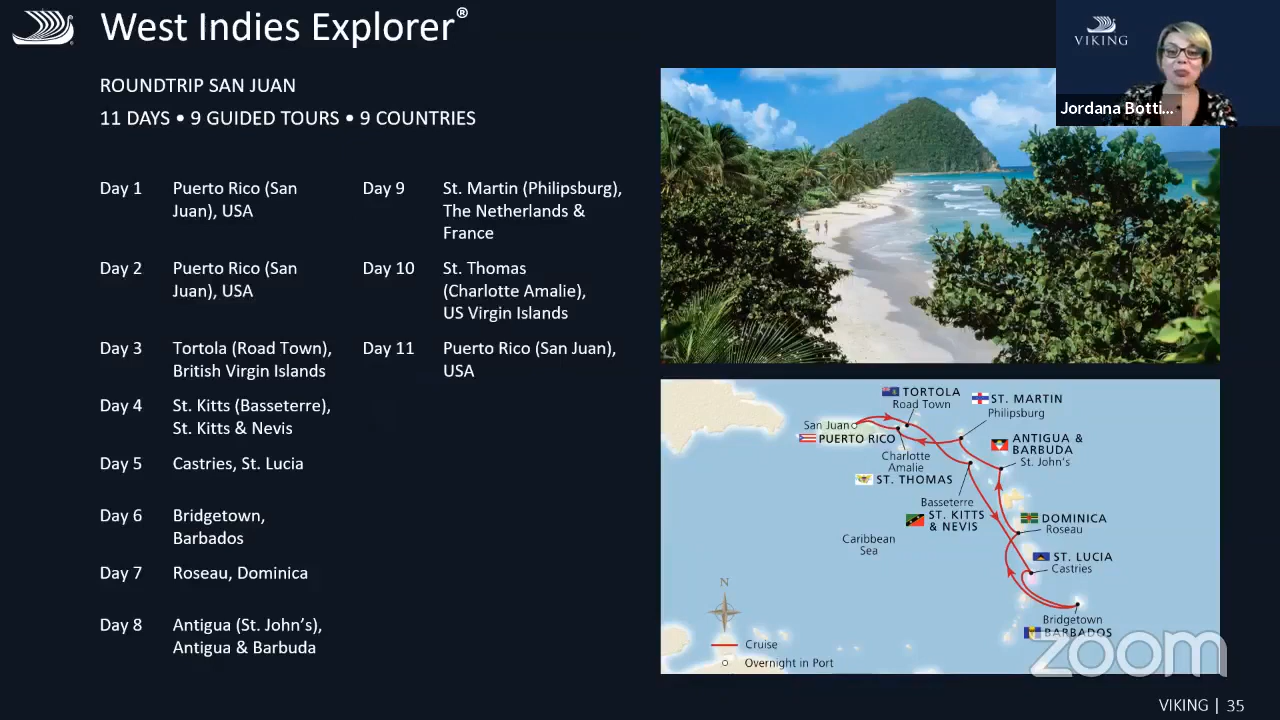 West Indies Explorer®
ROUNDTRIP SAN JUAN
11 DAYS • 9 GUIDED TOURS • 9 COUNTRIES
Day 1
Puerto Rico (San
Juan), USA
Day 2
Puerto Rico (San
Juan), USA
Day 3
Tortola (Road Town),
British Virgin Islands
Day 4
St. Kitts (Basseterre),
St. Kitts & Nevis
Day 5
Castries, St. Lucia
Day 6
Bridgetown,
Barbados
Day 7
Roseau, Dominica
Day 8
Antigua (St. John’s),
Antigua & Barbuda
Day 9
St. Martin (Philipsburg),
The Netherlands &
France
Day 10
St. Thomas
(Charlotte Amalie),
US Virgin Islands
Day 11
Puerto Rico (San Juan),
USA
VIKING
Jordana Botti...
TORTOLA
Road Town
ST. MARTIN
Philipsburg
San Juan
PUERTO RICO
ANTIGUA &
BARBUDA
St. John's
Charlotte
Amalie
ST. THOMAS
Basseterre
ST. KITTS
& NEVIS
DOMINICA
Roseau
Caribbean
Sea
ST. LUCIA
Castries
N
Bridgetown
BARBADOS
Cruise
Overnight in Port
zoom
VIKING | 35